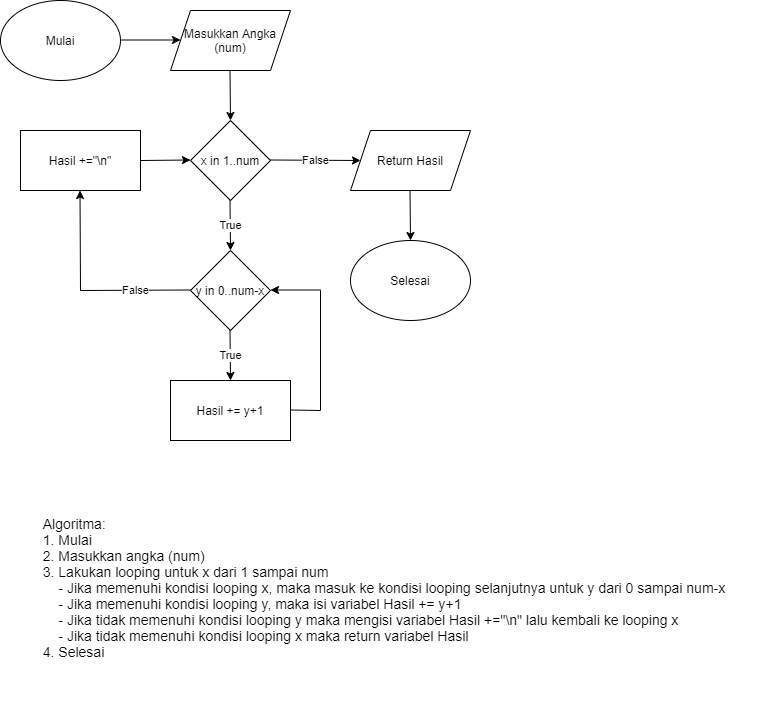 Mulai
Masukkan Angka
(num)
Hasil +="\n"
x in 1..num
False
Return Hasil
True
Selesai
False
y in 0..num-x
True
Hasil += y+1
Algoritma:
1. Mulai
2. Masukkan angka (num)
3. Lakukan looping untuk x dari 1 sampai num
- Jika memenuhi kondisi looping x, maka masuk ke kondisi looping selanjutnya untuk y dari 0 sampai num-x
- Jika memenuhi kondisi looping y, maka isi variabel Hasil += y+1
- Jika tidak memenuhi kondisi looping y maka mengisi variabel Hasil +="\n" lalu kembali ke looping x
- Jika tidak memenuhi kondisi looping x maka return variabel Hasil
4. Selesai